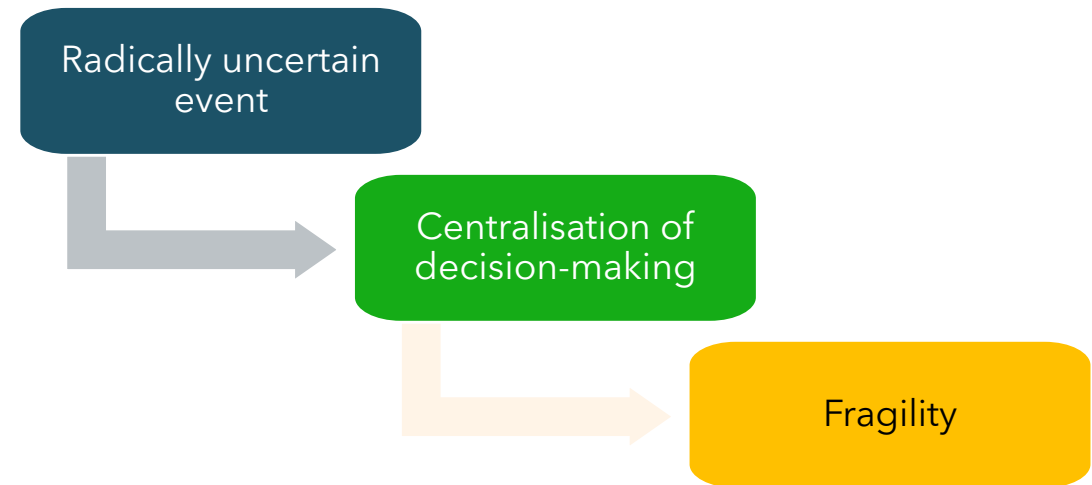 Radically uncertain
event
Centralisation of
decision-making
Fragility